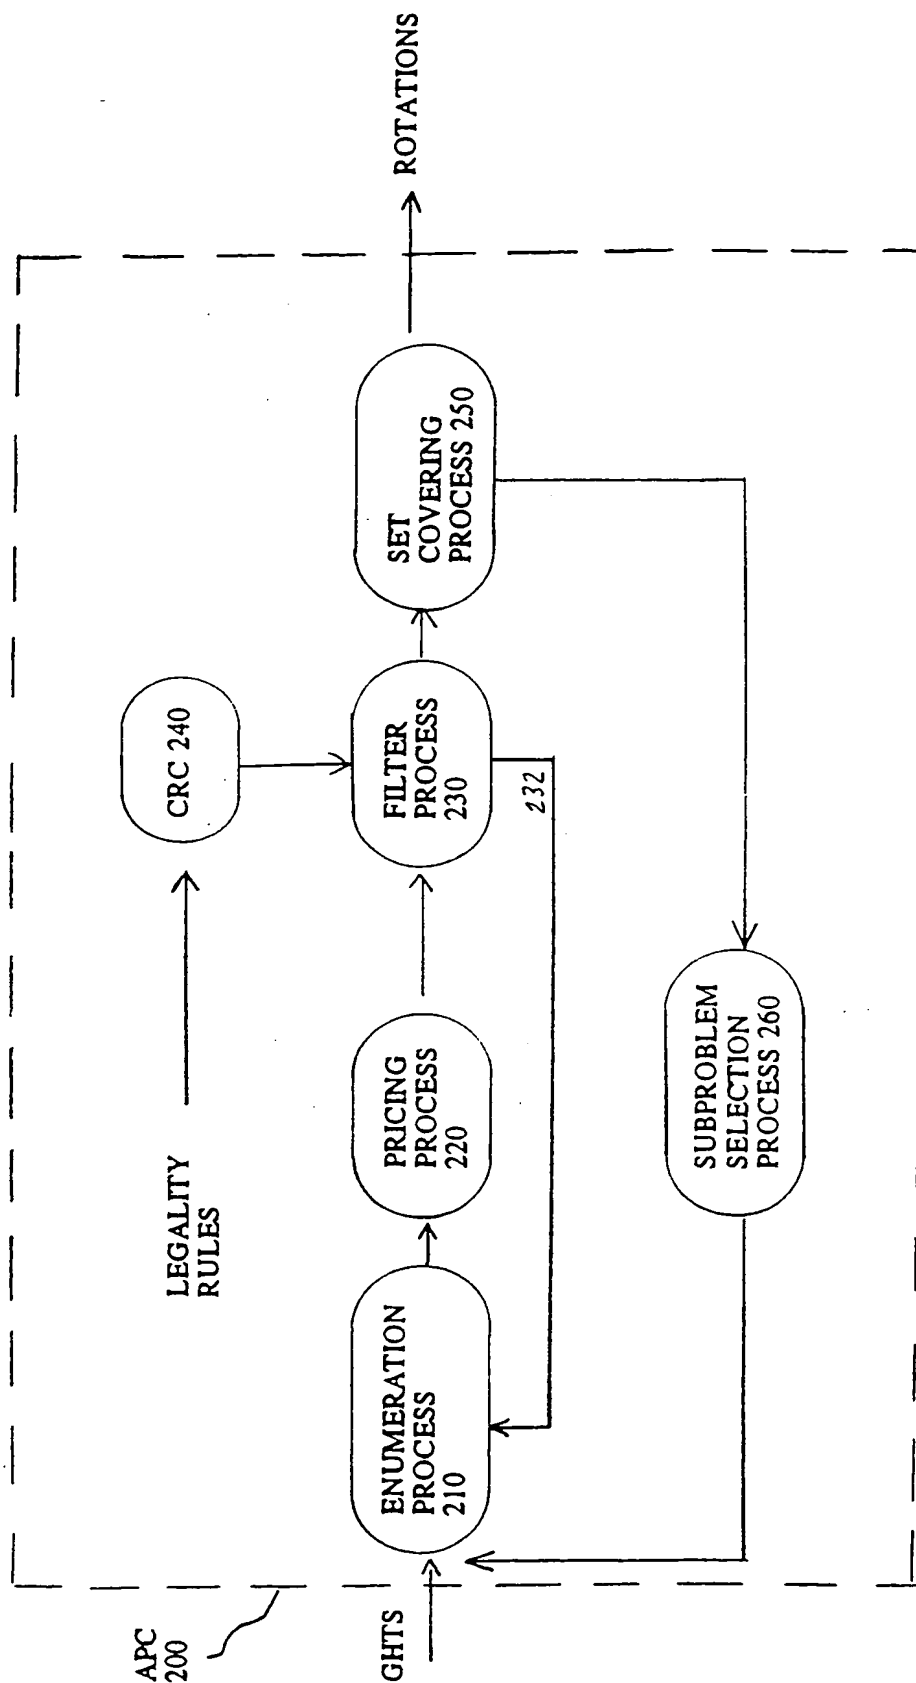 APC
200
LEGALITY
RULES
CRC 240
GHTS
ENUMERATION
PROCESS
210
PRICING
PROCESS
220
FILTER
PROCESS
230
232
SET
COVERING
PROCESS 250
ROTATIONS
SUBPROBLEM
SELECTION
PROCESS 260